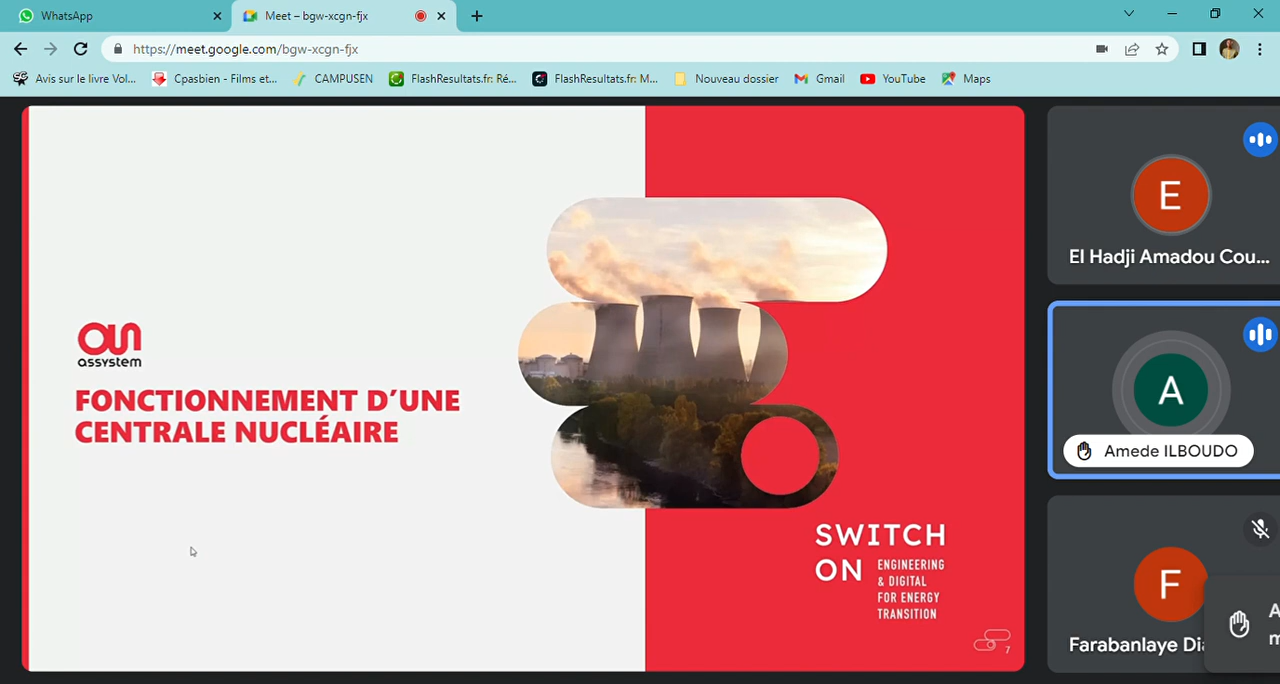 WhatsApp
Meet – bgw-xcgn-fjx
https://meet.google.com/bgw-xcgn-fjx
Avis sur le livre Vol...
Cpasbien - Films et...
CAMPUSEN
FlashResultats.fr: Ré...
FlashResultats.fr: M...
Nouveau dossier
Gmail
YouTube
Maps
assystem
FONCTIONNEMENT D’UNE
CENTRALE NUCLÉAIRE
SWITCH
ON
ENGINEERING
& DIGITAL
FOR ENERGY
TRANSITION
7
E
El Hadji Amadou Cou...
A
Amede ILBOUDO
F
Farabanlaye